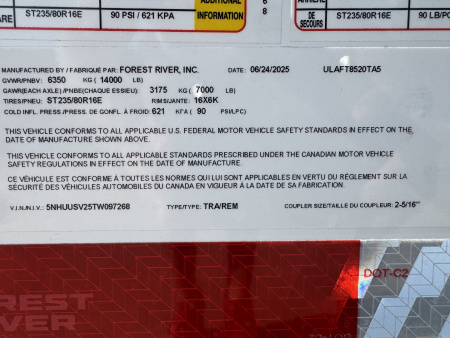 ARE ST235/80R16E 90 PSI / 621 KPA ADDITIONAL INFORMATION 6 8 DE SECOURS ST235/80R16E 90 LB/PO
MANUFACTURED BY / FABRIQUÉ PAR: FOREST RIVER, INC. DATE: 06/24/2025 ULAFT8520TA5
GVWR/PNBV: 6350 KG ( 14000 LB)
GAWR(EACH AXLE) /PNBE(CHAQUE ESSIEU): 3175 KG( 7000 LB)
TIRES/PNEU: ST235/80R16E RIMS/JANTE: 16X6K
COLD INFL. PRESS./PRESS. DE GONFL. À FROID: 621 KPA ( 90 PSI/LPC)
THIS VEHICLE CONFORMS TO ALL APPLICABLE U.S. FEDERAL MOTOR VEHICLE SAFETY STANDARDS IN EFFECT ON THE
DATE OF MANUFACTURE SHOWN ABOVE.
THIS VEHICLE CONFORMS TO ALL APPLICABLE STANDARDS PRESCRIBED UNDER THE CANADIAN MOTOR VEHICLE
SAFETY REGULATIONS IN EFFECT ON THE DATE OF MANUFACTURE.
CE VÉHICULE EST CONFORME À TOUTES LES NORMES QUI LUI SONT APPLICABLES EN VERTU DU RÉGLEMENT SUR LA
SÉCURITÉ DES VÉHICULES AUTOMOBILES DU CANADA EN VIGUEUR À LA DATE DE SA FABRICATION.
V.I.N./N.I.V.: 5NHUUSV25TW097268 TYPE/TYPE: TRA/REM COUPLER SIZE/TAILLE DU COUPLEUR: 2-5/16"
DOT-C2
FOREST
RIVER